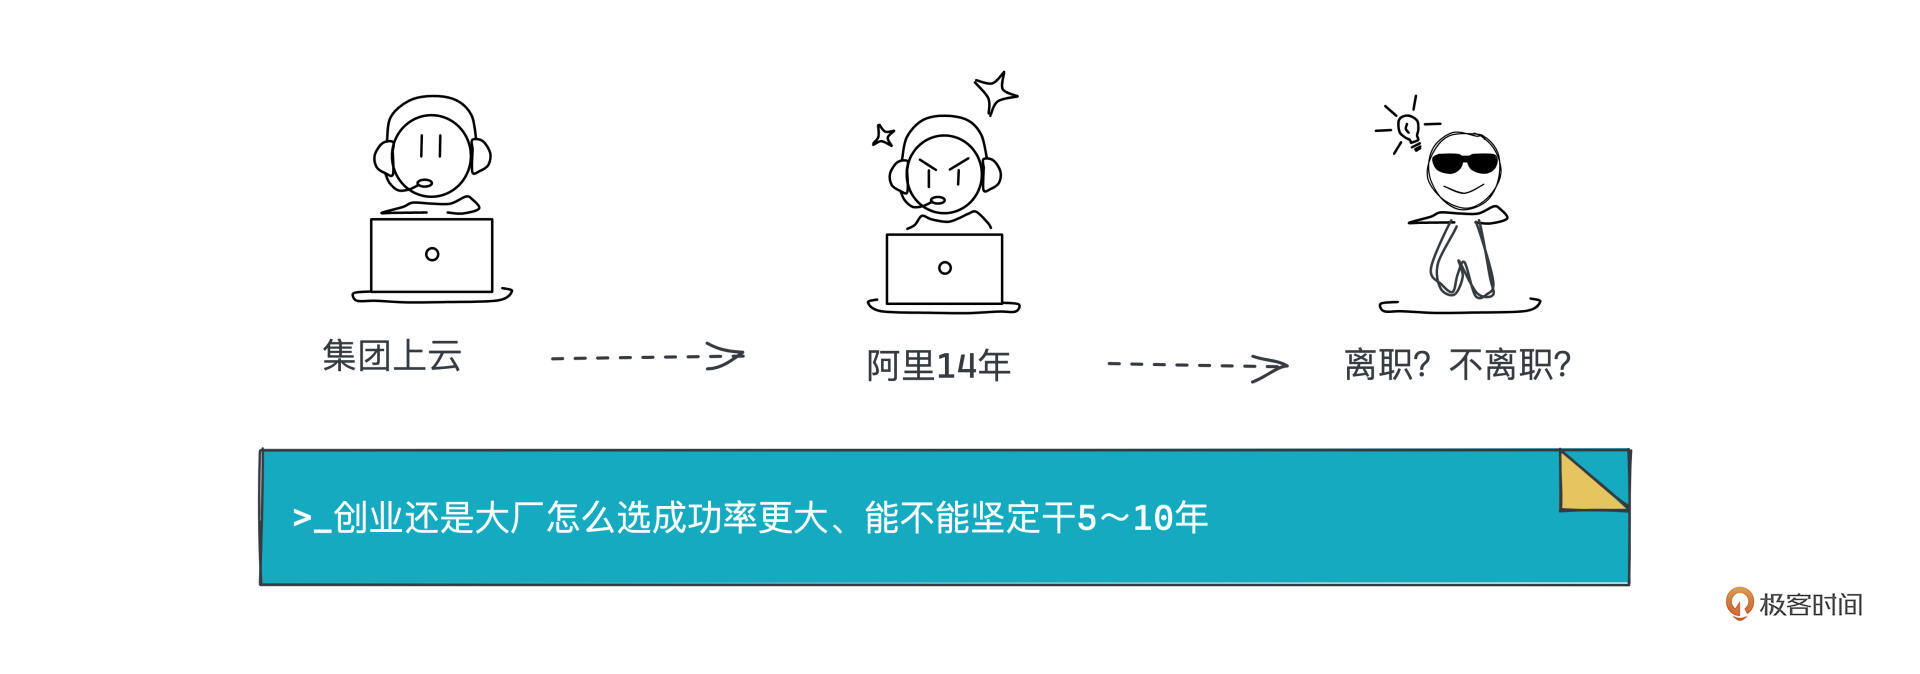 集团上云
阿里14年
离职？不离职？
>_创业还是大厂怎么选成功率更大、能不能坚定干5～10年
极客时间